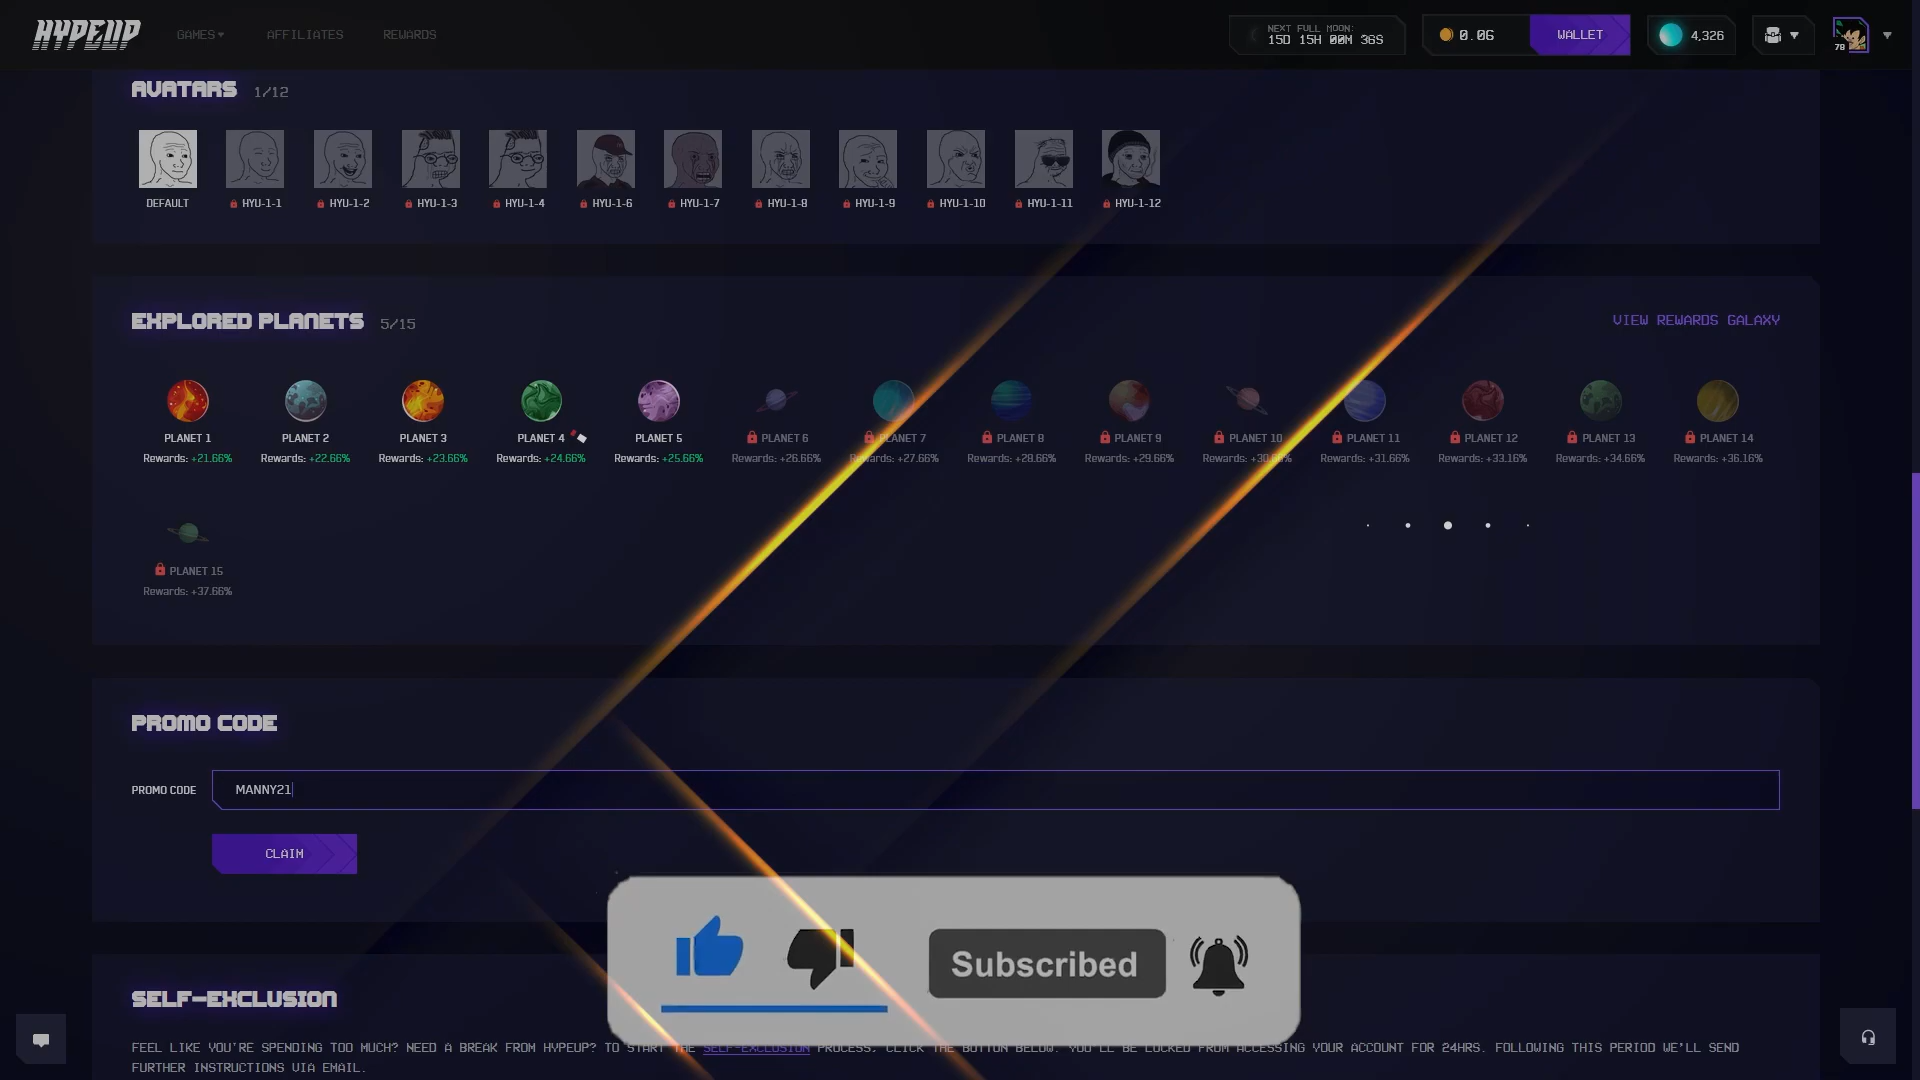 HYPEUP
GAMES
AFFILIATES
REWARDS
NEXT FULL MOON:
15D 15H 00M 36S
0.06
WALLET
4,326
78
AVATARS 1/12
DEFAULT
HYU-1-1
HYU-1-2
HYU-1-3
HYU-1-4
HYU-1-6
HYU-1-7
HYU-1-8
HYU-1-9
HYU-1-10
HYU-1-11
HYU-1-12
EXPLORED PLANETS 5/15
VIEW REWARDS GALAXY
PLANET 1
Rewards: +21.66%
PLANET 2
Rewards: +22.66%
PLANET 3
Rewards: +23.66%
PLANET 4
Rewards: +24.66%
PLANET 5
Rewards: +25.66%
PLANET 6
Rewards: +26.66%
PLANET 7
Rewards: +27.66%
PLANET 8
Rewards: +28.66%
PLANET 9
Rewards: +29.66%
PLANET 10
Rewards: +30.66%
PLANET 11
Rewards: +31.66%
PLANET 12
Rewards: +33.16%
PLANET 13
Rewards: +34.66%
PLANET 14
Rewards: +36.16%
PLANET 15
Rewards: +37.66%
PROMO CODE
PROMO CODE
MANNY21
CLAIM
Subscribed
SELF-EXCLUSION
FEEL LIKE YOU'RE SPENDING TOO MUCH? NEED A BREAK FROM HYPEUP? TO START THE SELF-EXCLUSION PROCESS, CLICK THE BUTTON BELOW. YOU'LL BE LOCKED FROM ACCESSING YOUR ACCOUNT FOR 24HRS. FOLLOWING THIS PERIOD WE'LL SEND
FURTHER INSTRUCTIONS VIA EMAIL.